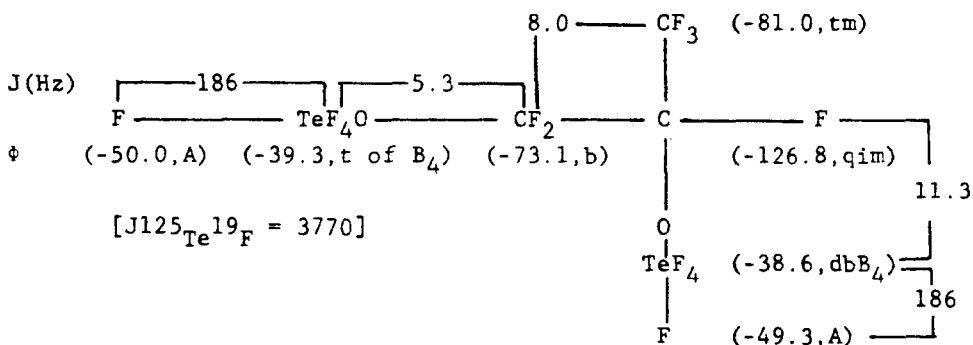 8.0 CF3 (-81.0,tm)
J(Hz) 186 5.3
F TeF4O CF2 C F
Φ (-50.0,A) (-39.3,t of B4) (-73.1,b) (-126.8,qim)
11.3
[J125Te19F = 3770]
O
TeF4 (-38.6,dbB4)
186
F (-49.3,A)